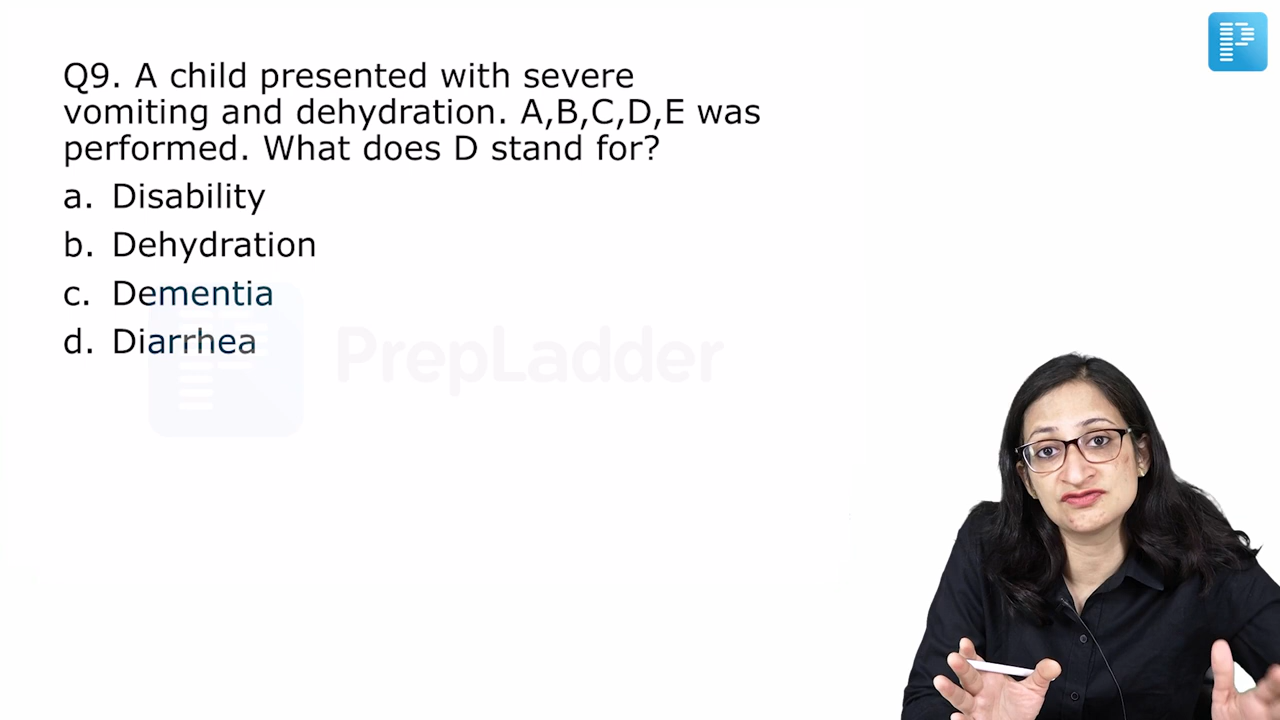 Q9. A child presented with severe
vomiting and dehydration. A,B,C,D,E was
performed. What does D stand for?
a. Disability
b. Dehydration
c. Dementia
d. Diarrhea
PrepLadder